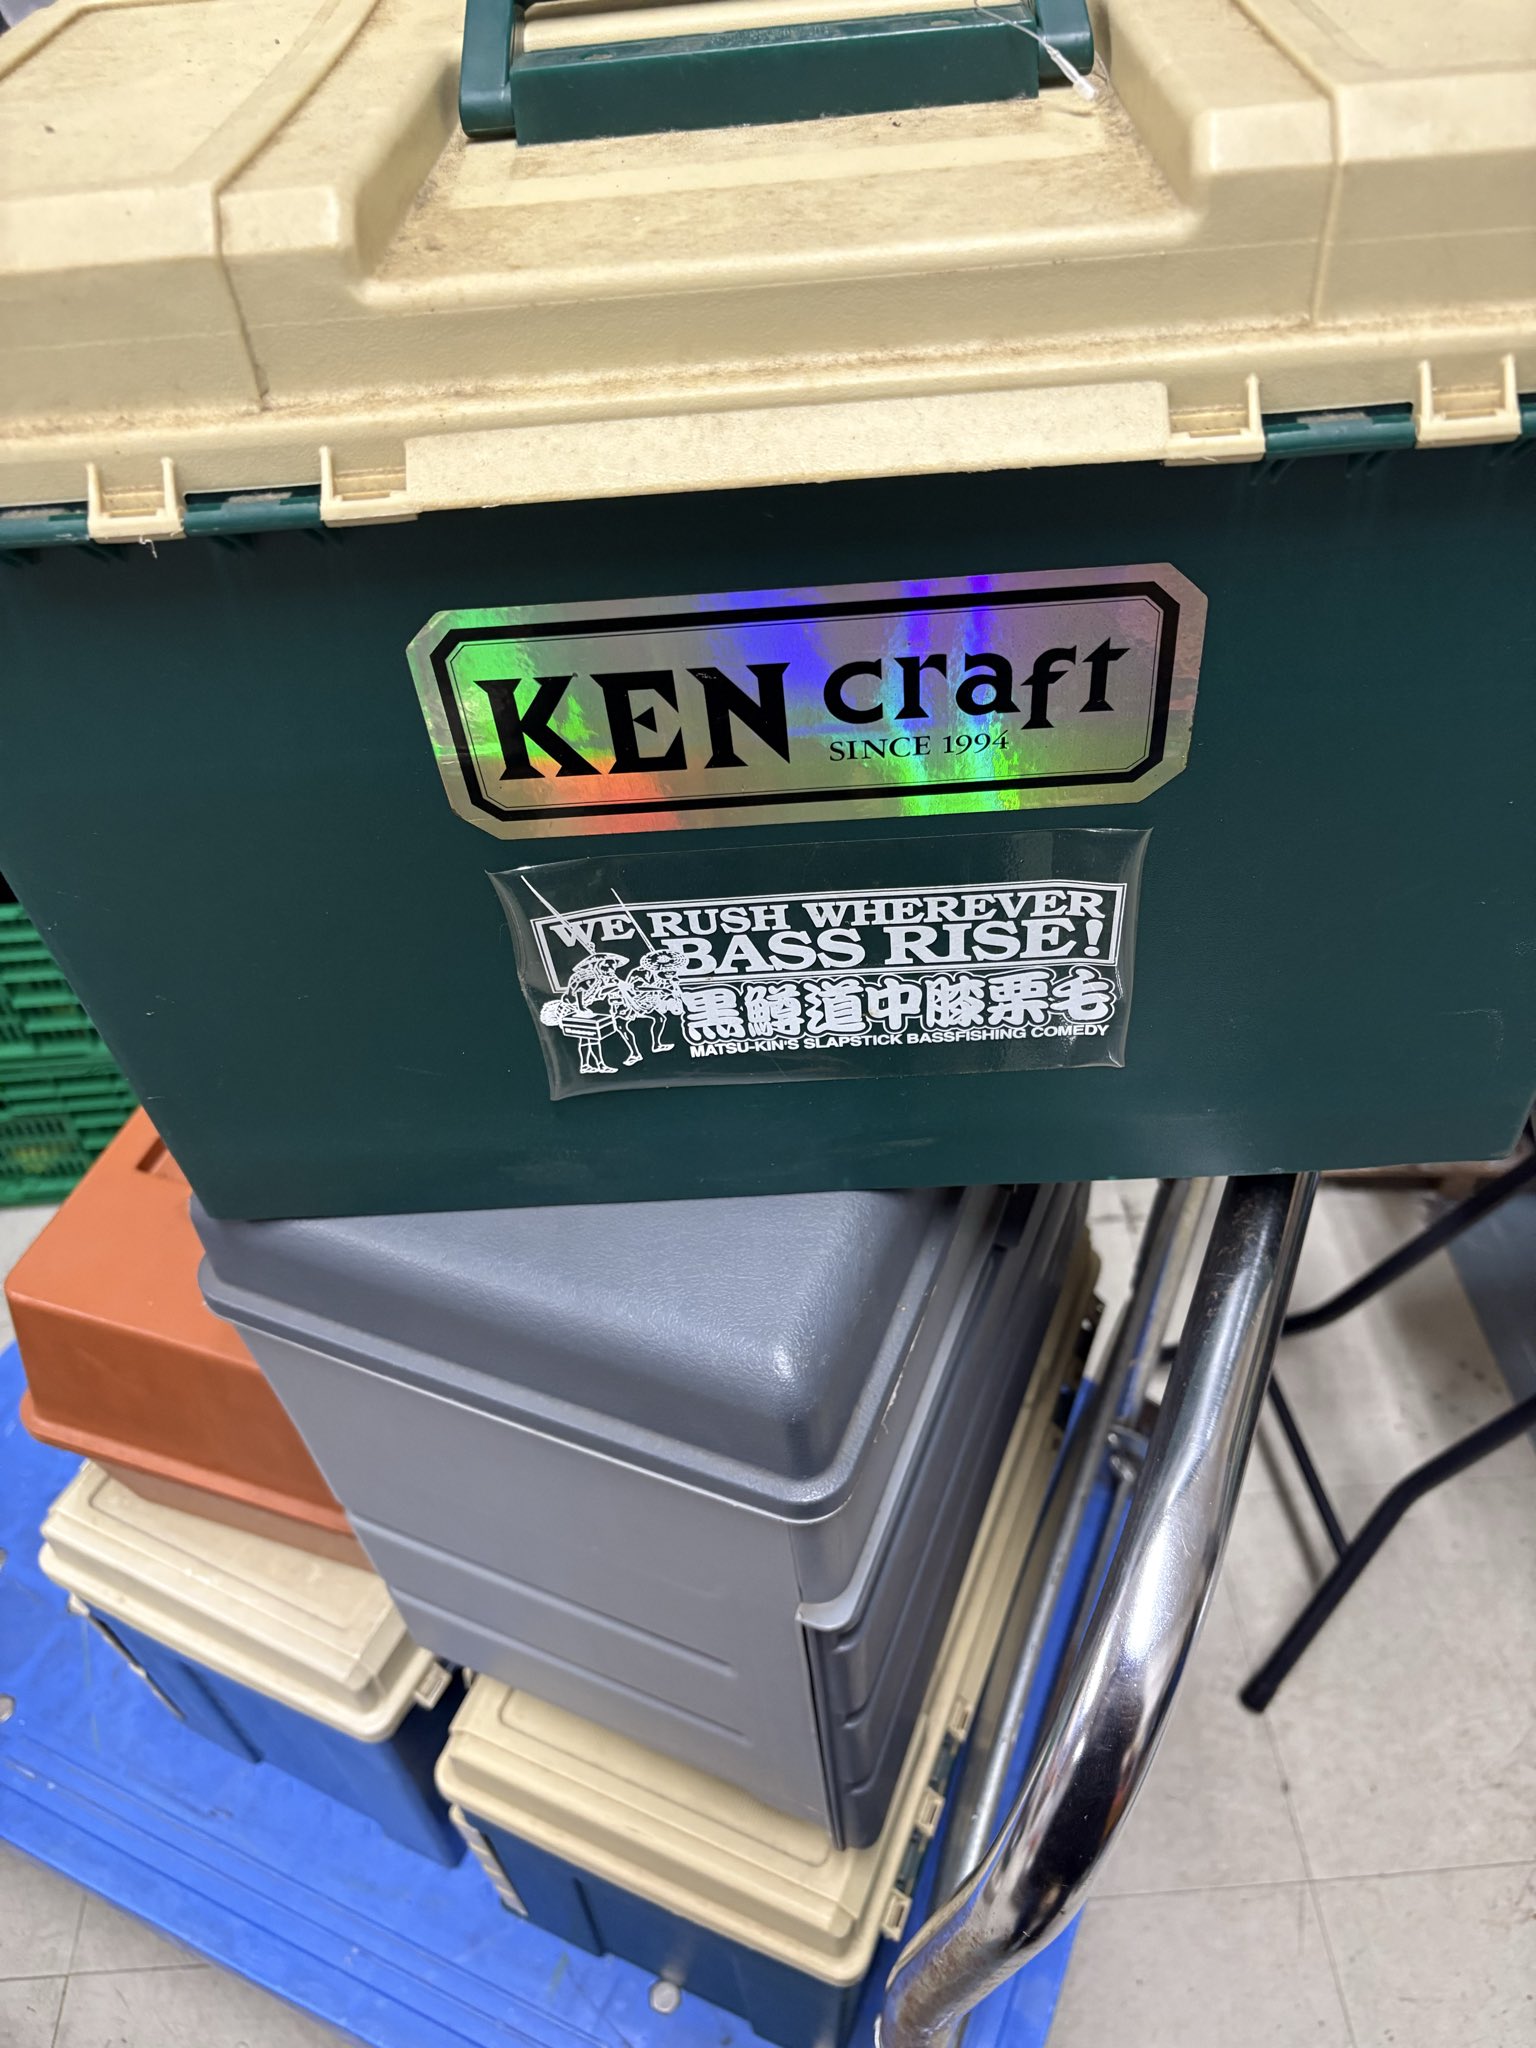 KEN craft
SINCE 1994
WE RUSH WHEREVER
BASS RISE!
黒鱒道中膝栗毛
MATSU-KIN'S SLAPSTICK BASSFISHING COMEDY